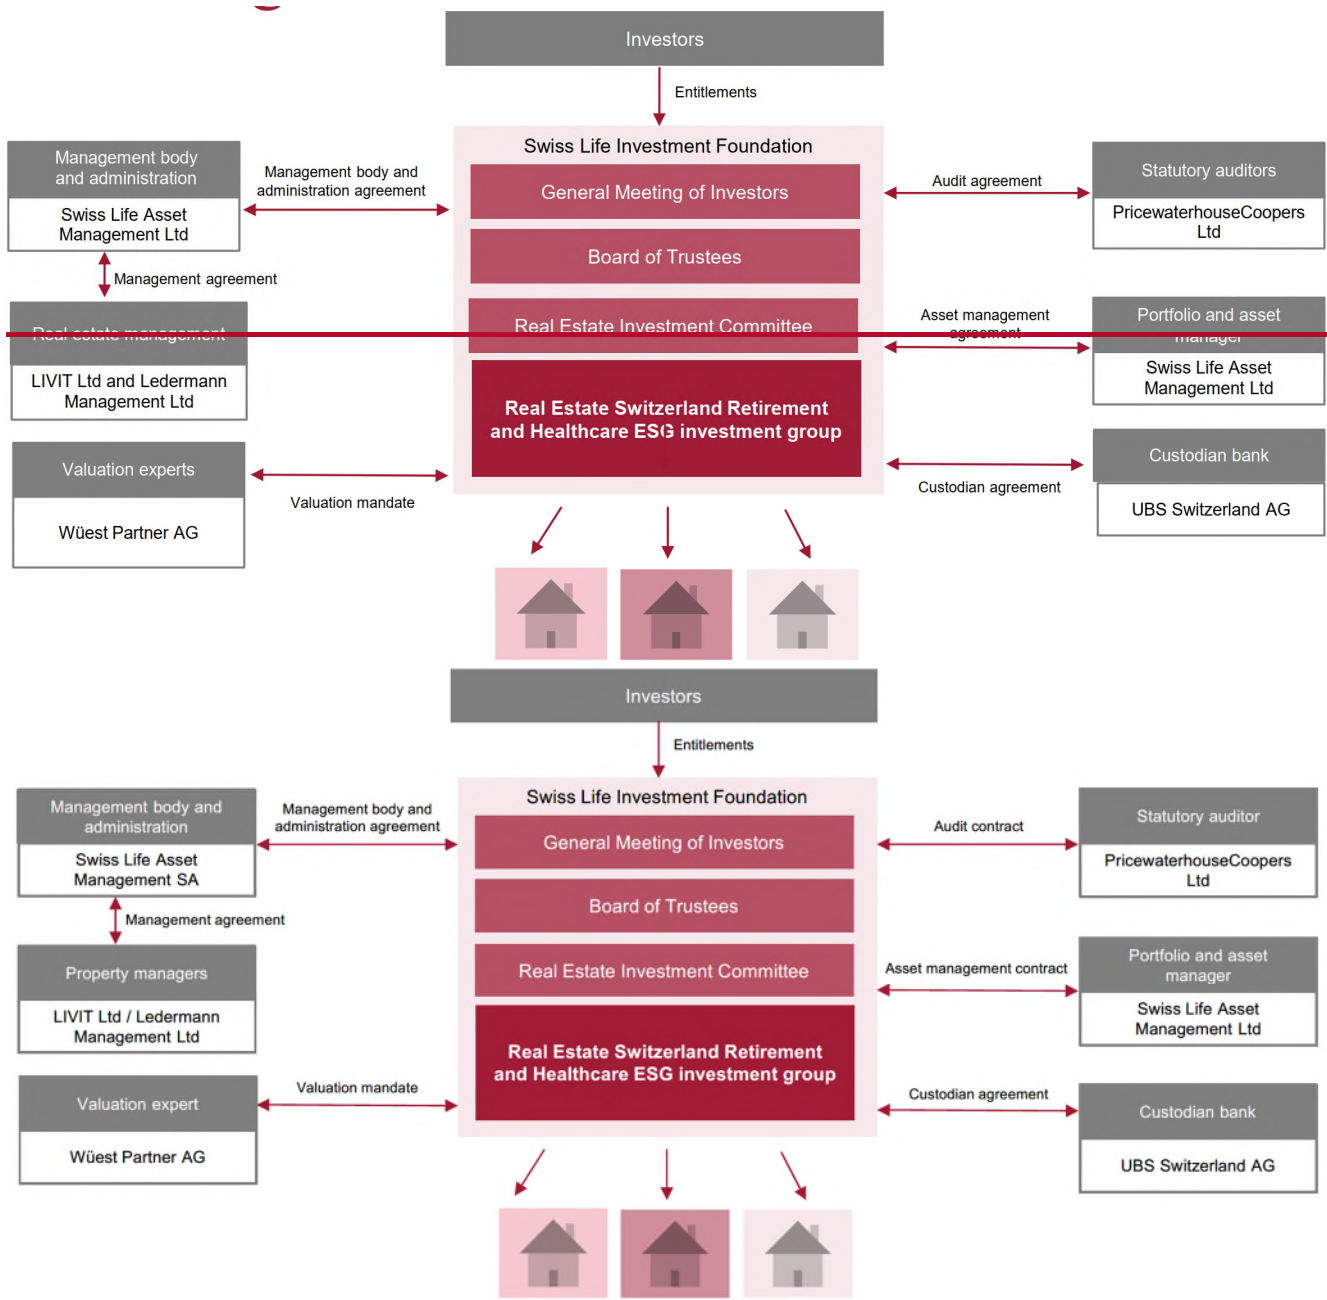 Investors
Entitlements
Swiss Life Investment Foundation
General Meeting of Investors
Board of Trustees
Real Estate Investment Committee
Real Estate Switzerland Retirement
and Healthcare ESG investment group
Management body
and administration
Swiss Life Asset
Management Ltd
Management body and
administration agreement
Management agreement
Real estate management
LIVIT Ltd and Ledermann
Management Ltd
Valuation experts
Wüest Partner AG
Valuation mandate
Audit agreement
Statutory auditors
PricewaterhouseCoopers
Ltd
Asset management
agreement
Portfolio and asset
manager
Swiss Life Asset
Management Ltd
Custodian agreement
Custodian bank
UBS Switzerland AG
Investors
Entitlements
Swiss Life Investment Foundation
General Meeting of Investors
Board of Trustees
Real Estate Investment Committee
Real Estate Switzerland Retirement
and Healthcare ESG investment group
Management body and
administration
Swiss Life Asset
Management SA
Management body and
administration agreement
Management agreement
Property managers
LIVIT Ltd / Ledermann
Management Ltd
Valuation expert
Wüest Partner AG
Valuation mandate
Audit contract
Statutory auditor
PricewaterhouseCoopers
Ltd
Asset management contract
Portfolio and asset
manager
Swiss Life Asset
Management Ltd
Custodian agreement
Custodian bank
UBS Switzerland AG